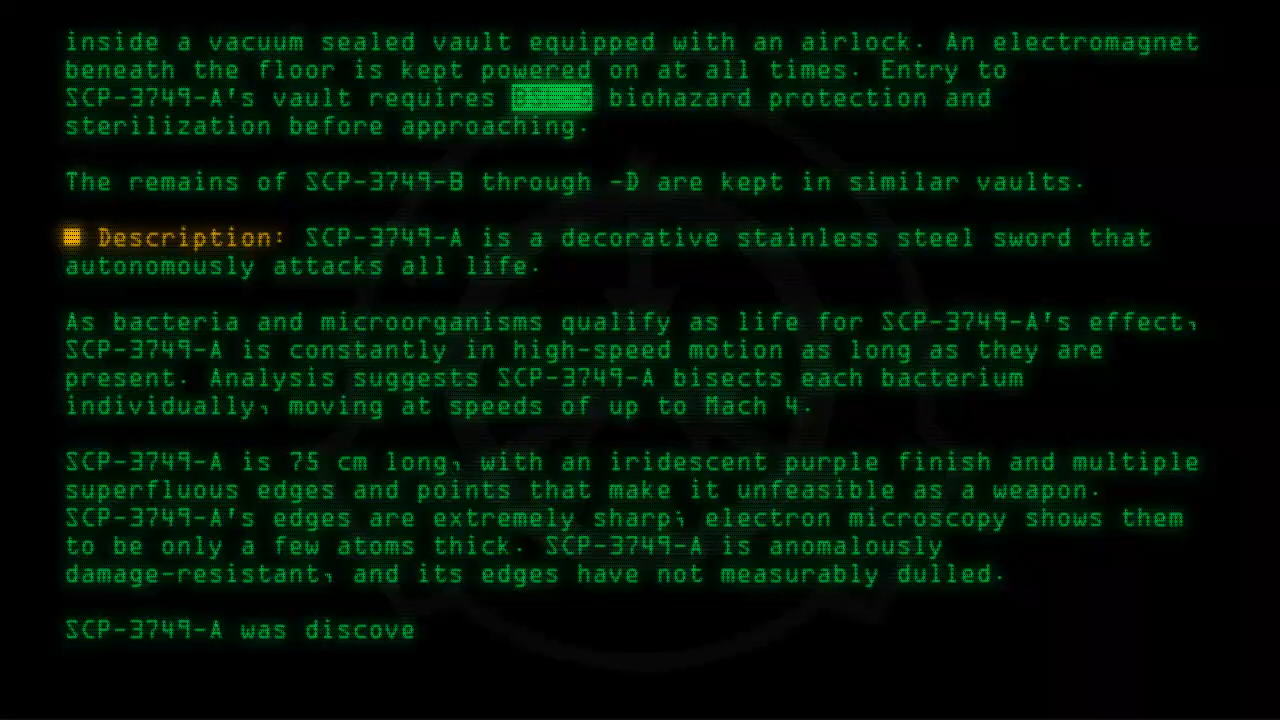 inside a vacuum sealed vault equipped with an airlock. An electromagnet
beneath the floor is kept powered on at all times. Entry to
SCP-3749-A's vault requires biohazard protection and
sterilization before approaching.
The remains of SCP-3749-B through -D are kept in similar vaults.
Description: SCP-3749-A is a decorative stainless steel sword that
autonomously attacks all life.
As bacteria and microorganisms qualify as life for SCP-3749-A's effect,
SCP-3749-A is constantly in high-speed motion as long as they are
present. Analysis suggests SCP-3749-A bisects each bacterium
individually, moving at speeds of up to Mach 4.
SCP-3749-A is 75 cm long, with an iridescent purple finish and multiple
superfluous edges and points that make it unfeasible as a weapon.
SCP-3749-A's edges are extremely sharp; electron microscopy shows them
to be only a few atoms thick. SCP-3749-A is anomalously
damage-resistant, and its edges have not measurably dulled.
SCP-3749-A was discove